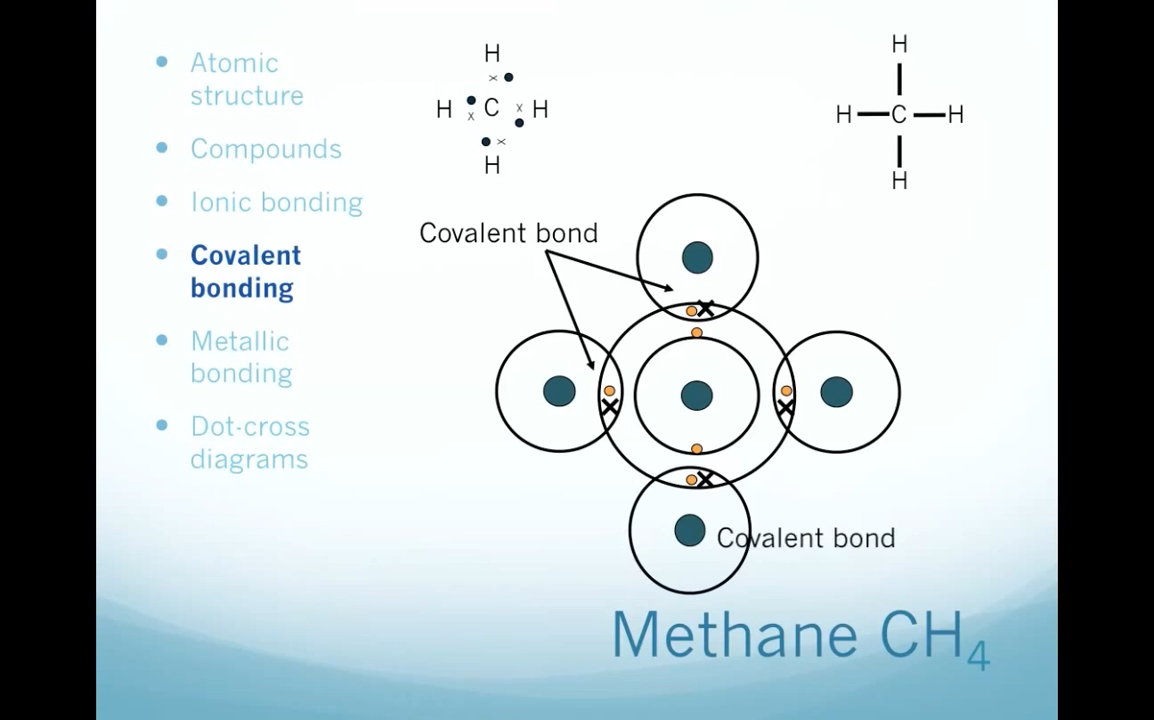 Atomic
structure
Compounds
Ionic bonding
Covalent
bonding
Metallic
bonding
Dot-cross
diagrams
H
H C H
H
H
H C H
H
Covalent bond
Covalent bond
Methane CH₄